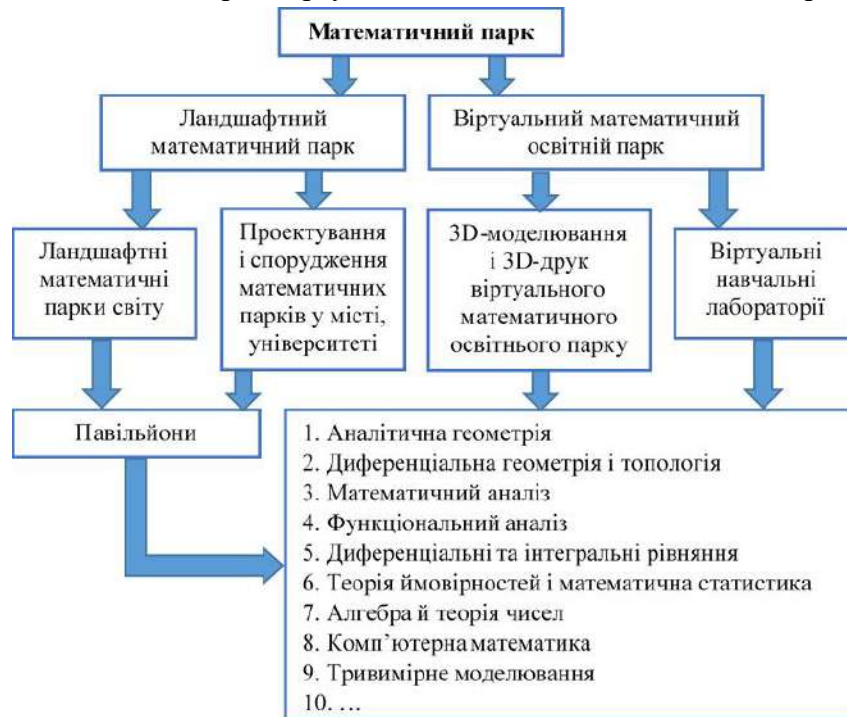 Математичний парк
Ландшафтний
математичний парк
Віртуальний математичний
освітній парк
Ландшафтні
математичні
парки світу
Проектування
і спорудження
математичних
парків у місті,
університеті
3D-моделювання
і 3D-друк
віртуального
математичного
освітнього парку
Віртуальні
навчальні
лабораторії
Павільйони
1. Аналітична геометрія
2. Диференціальна геометрія і топологія
3. Математичний аналіз
4. Функціональний аналіз
5. Диференціальні та інтегральні рівняння
6. Теорія ймовірностей і математична статистика
7. Алгебра й теорія чисел
8. Комп’ютерна математика
9. Тривимірне моделювання
10. …